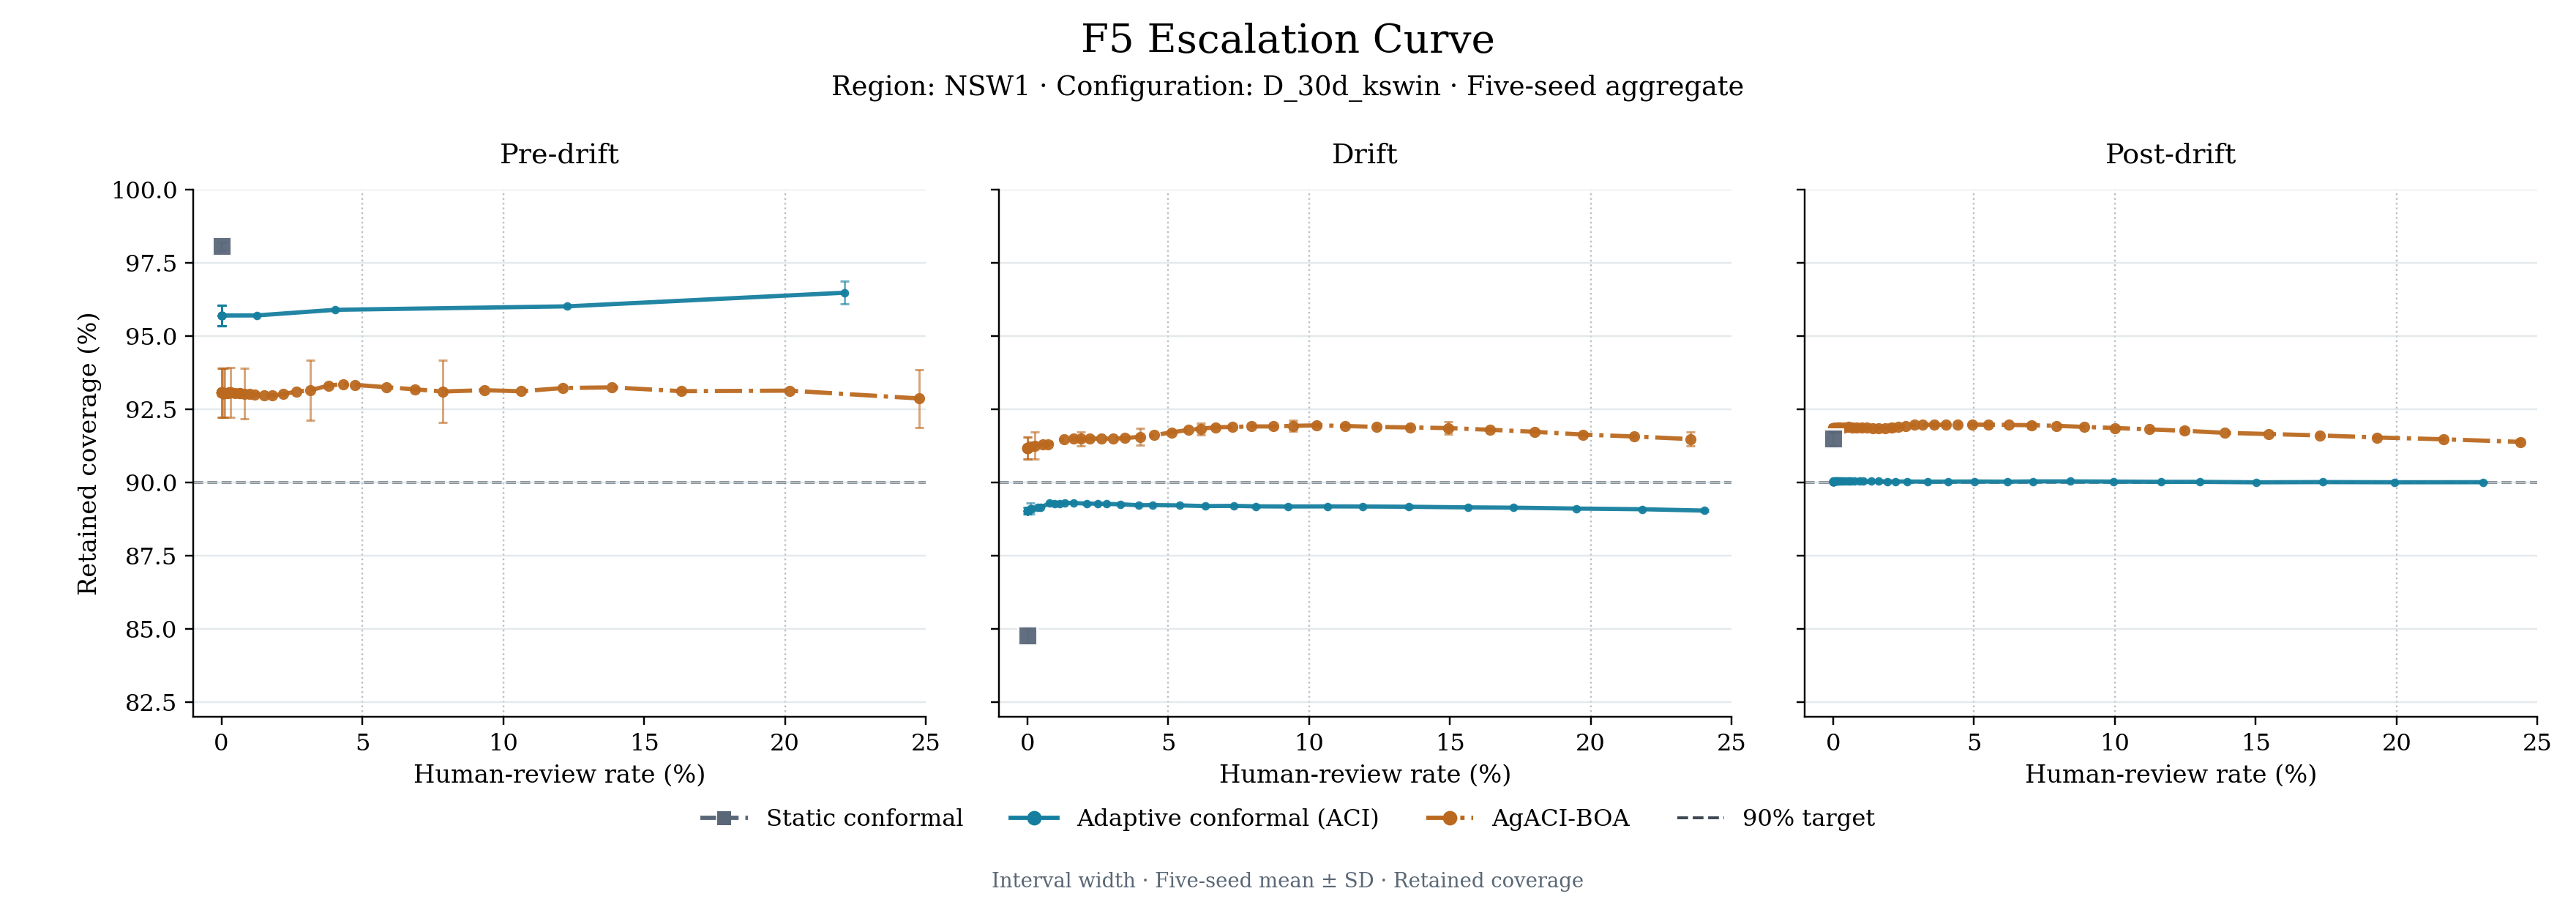 F5 Escalation Curve
Region: NSW1 · Configuration: D_30d_kswin · Five-seed aggregate
Pre-drift
Drift
Post-drift
Retained coverage (%)
100.0
97.5
95.0
92.5
90.0
87.5
85.0
82.5
0 5 10 15 20 25
0 5 10 15 20 25
0 5 10 15 20 25
Human-review rate (%)
Human-review rate (%)
Human-review rate (%)
Static conformal
Adaptive conformal (ACI)
AgACI-BOA
90% target
Interval width · Five-seed mean ± SD · Retained coverage